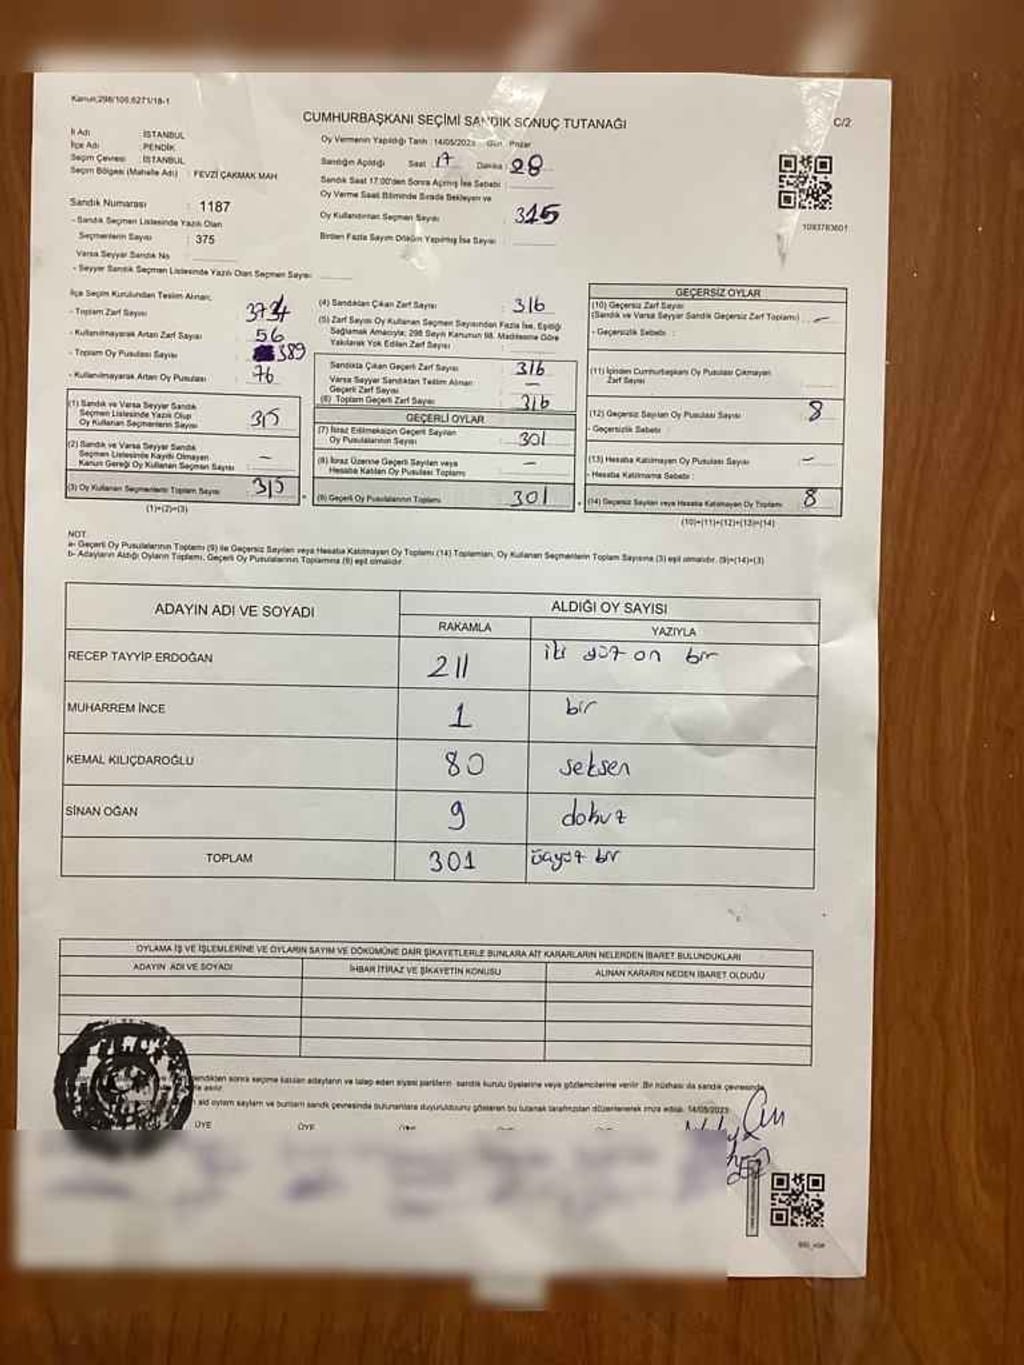 Kanun;298/106;6271/18-1
CUMHURBAŞKANI SEÇİMİ SANDIK SONUÇ TUTANAĞI
C/2
İl Adı : İSTANBUL
İlçe Adı : PENDİK
Seçim Çevresi : İSTANBUL
Seçim Bölgesi (Mahalle Adı) : FEVZİ ÇAKMAK MAH
Sandık Numarası : 1187
- Sandık Seçmen Listesinde Yazılı Olan
Seçmenlerin Sayısı : 375
Varsa Seyyar Sandık No :
- Seyyar Sandık Seçmen Listesinde Yazılı Olan Seçmen Sayısı:
Oy Vermenin Yapıldığı Tarih : 14/05/2023 Gün : Pazar
Sandığın Açıldığı Saat : 17 Dakika : 28
Sandık Saat 17:00'den Sonra Açılmış İse Sebebi :
Oy Verme Saati Bitiminde Sırada Bekleyen ve
Oy Kullandırılan Seçmen Sayısı : 315
Birden Fazla Sayım Döküm Yapılmış İse Sayısı :
1093783601
İlçe Seçim Kurulundan Teslim Alınan;
- Toplam Zarf Sayısı :
- Kullanılmayarak Artan Zarf Sayısı : 56
- Toplam Oy Pusulası Sayısı : 389
- Kullanılmayarak Artan Oy Pusulası : 76
(1) Sandık ve Varsa Seyyar Sandık
Seçmen Listesinde Yazılı Olup
Oy Kullanan Seçmenlerin Sayısı : 315
(2) Sandık ve Varsa Seyyar Sandık
Seçmen Listesinde Kaydı Olmayan
Kanun Gereği Oy Kullanan Seçmen Sayısı : –
(3) Oy Kullanan Seçmenlerin Toplam Sayısı : 315
(1)+(2)=(3)
(4) Sandıktan Çıkan Zarf Sayısı : 316
(5) Zarf Sayısı Oy Kullanan Seçmen Sayısından Fazla İse, Eşitliği
Sağlamak Amacıyla; 298 Sayılı Kanunun 98. Maddesine Göre
Yakılarak Yok Edilen Zarf Sayısı :
Sandıkta Çıkan Geçerli Zarf Sayısı : 316
Varsa Seyyar Sandıktan Teslim Alınan
Geçerli Zarf Sayısı : –
(6) Toplam Geçerli Zarf Sayısı : 316
GEÇERLİ OYLAR
(7) İtiraz Edilmeksizin Geçerli Sayılan
Oy Pusulalarının Sayısı : 301
(8) İtiraz Üzerine Geçerli Sayılan veya
Hesaba Katılan Oy Pusulası Toplamı : –
(9) Geçerli Oy Pusulalarının Toplamı : 301
GEÇERSİZ OYLAR
(10) Geçersiz Zarf Sayısı
(Sandık ve Varsa Seyyar Sandık Geçersiz Zarf Toplamı) : –
- Geçersizlik Sebebi :
(11) İçinden Cumhurbaşkanı Oy Pusulası Çıkmayan
Zarf Sayısı :
(12) Geçersiz Sayılan Oy Pusulası Sayısı : 8
- Geçersizlik Sebebi :
(13) Hesaba Katılmayan Oy Pusulası Sayısı : –
- Hesaba Katılmama Sebebi :
(14) Geçersiz Sayılan veya Hesaba Katılmayan Oy Toplamı : 8
(10)+(11)+(12)+(13)=(14)
NOT:
a- Geçerli Oy Pusulalarının Toplamı (9) ile Geçersiz Sayılan veya Hesaba Katılmayan Oy Toplamı (14) Toplamları, Oy Kullanan Seçmenlerin Toplam Sayısına (3) eşit olmalıdır. (9)+(14)=(3)
b- Adayların Aldığı Oyların Toplamı, Geçerli Oy Pusulalarının Toplamına (9) eşit olmalıdır.
ADAYIN ADI VE SOYADI ALDIĞI OY SAYISI
RAKAMLA YAZIYLA
RECEP TAYYİP ERDOĞAN 211 iki yüz on bir
MUHARREM İNCE 1 bir
KEMAL KILIÇDAROĞLU 80 seksen
SİNAN OĞAN 9 dokuz
TOPLAM 301 üçyüz bir
OYLAMA İŞ VE İŞLEMLERİNE VE OYLARIN SAYIM VE DÖKÜMÜNE DAİR ŞİKAYETLERLE BUNLARA AİT KARARLARIN NELERDEN İBARET BULUNDUKLARI
ADAYIN ADI VE SOYADI İHBAR İTİRAZ VE ŞİKAYETİN KONUSU ALINAN KARARIN NEDEN İBARET OLDUĞU
sonra seçime katılan adayların ve talep eden siyasi partilerin sandık kurulu üyelerine veya gözlemcilerine verilir. Bir nüshası da sandık çevresinde
asılır.
bu tutanak tarafımızdan düzenlenerek imza edildi. 14/05/2023
ÜYE ÜYE